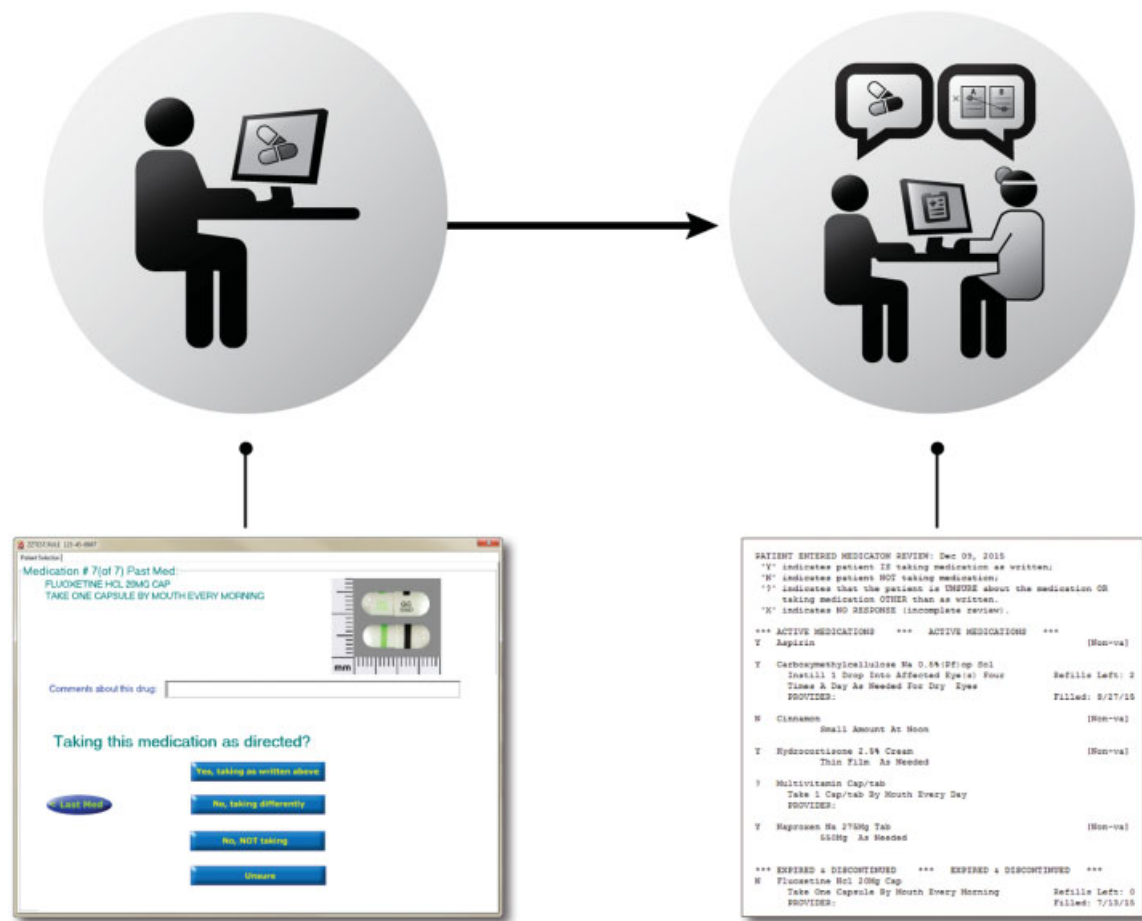 A B
X
ZZTEST,RULE 123-45-6987
Patient Selection
Medication # 7(of 7) Past Med:
FLUOXETINE HCL 20MG CAP
TAKE ONE CAPSULE BY MOUTH EVERY MORNING
mm
Comments about this drug:
Taking this medication as directed?
Yes, taking as written above
< Last Med
No, taking differently
No, NOT taking
Unsure
PATIENT ENTERED MEDICATON REVIEW: Dec 09, 2015
"Y" indicates patient IS taking medication as written;
"N" indicates patient NOT taking medication;
"?" indicates that the patient is UNSURE about the medication OR
taking medication OTHER than as written.
"X" indicates NO RESPONSE (incomplete review).
*** ACTIVE MEDICATIONS *** ACTIVE MEDICATIONS ***
Y Aspirin [Non-va]
Y Carboxymethylcellulose Na 0.5%(Pf)op Sol
Instill 1 Drop Into Affected Eye(s) Four Refills Left: 2
Times A Day As Needed For Dry Eyes
PROVIDER: Filled: 8/27/15
N Cinnamon [Non-va]
Small Amount At Noon
Y Hydrocortisone 2.5% Cream [Non-va]
Thin Film As Needed
? Multivitamin Cap/tab
Take 1 Cap/tab By Mouth Every Day
PROVIDER:
Y Naproxen Na 275Mg Tab [Non-va]
550Mg As Needed
*** EXPIRED & DISCONTINUED *** EXPIRED & DISCONTINUED ***
N Fluoxetine Hcl 20Mg Cap
Take One Capsule By Mouth Every Morning Refills Left: 0
PROVIDER: Filled: 7/13/15